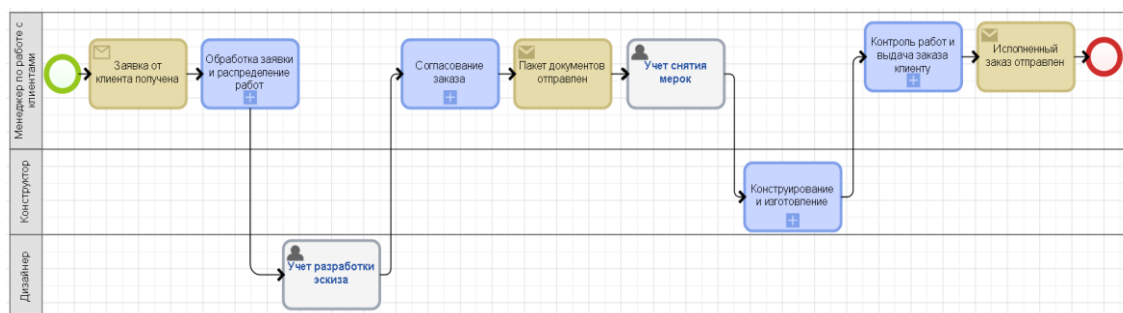 Менеджер по работе с
клиентами
Заявка от
клиента получена
Обработка заявки
и распределение
работ
Согласование
заказа
Пакет документов
отправлен
Учет снятия
мерок
Контроль работ и
выдача заказа
клиенту
Исполненный
заказ отправлен
Конструктор
Конструирование
и изготовление
Дизайнер
Учет разработки
эскиза